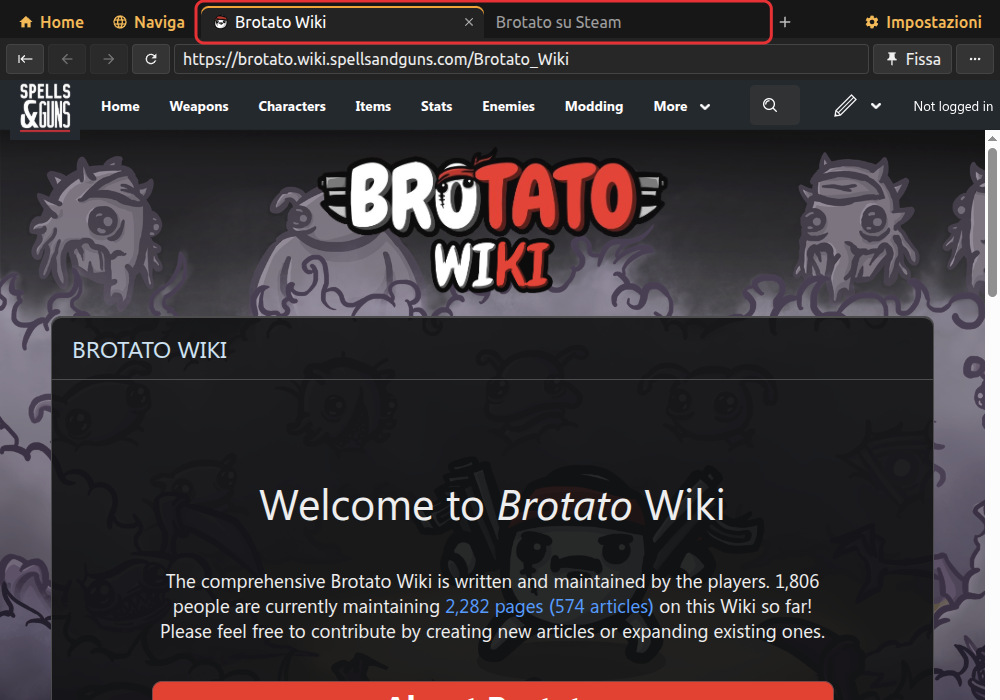 Home Naviga Brotato Wiki × Brotato su Steam + Impostazioni
https://brotato.wiki.spellsandguns.com/Brotato_Wiki Fissa ...
SPELLS
&GUNS
Home Weapons Characters Items Stats Enemies Modding More Not logged in
BROTATO
WIKI
BROTATO WIKI
Welcome to Brotato Wiki
The comprehensive Brotato Wiki is written and maintained by the players. 1,806
people are currently maintaining 2,282 pages (574 articles) on this Wiki so far!
Please feel free to contribute by creating new articles or expanding existing ones.